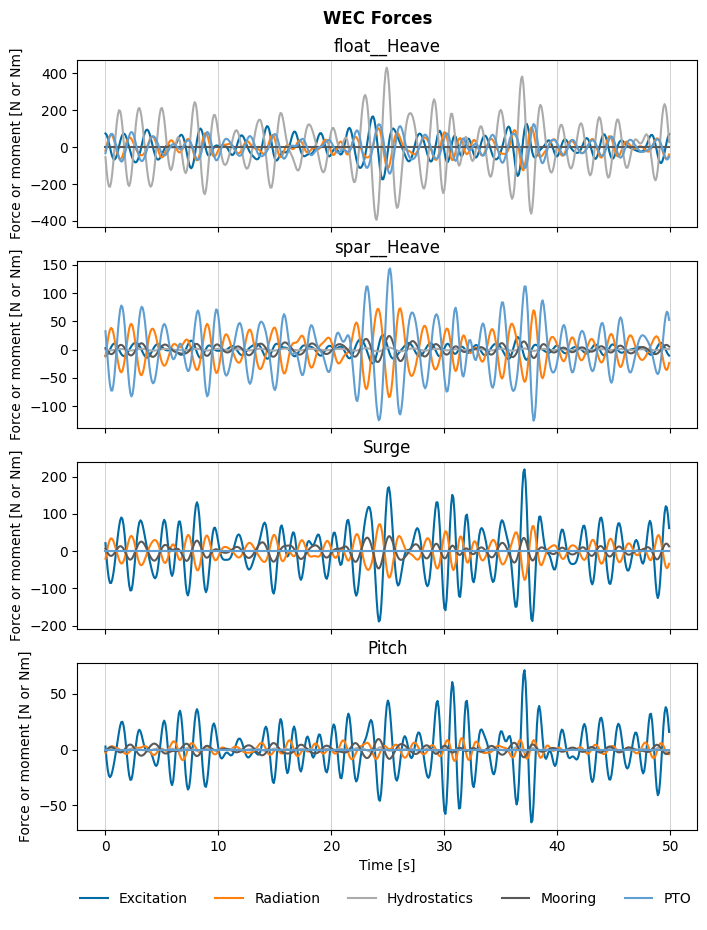 WEC Forces
float__Heave
Force or moment [N or Nm]
400
200
0
−200
−400
spar__Heave
Force or moment [N or Nm]
150
100
50
0
−50
−100
Surge
Force or moment [N or Nm]
200
100
0
−100
−200
Pitch
Force or moment [N or Nm]
50
0
−50
0 10 20 30 40 50
Time [s]
Excitation Radiation Hydrostatics Mooring PTO